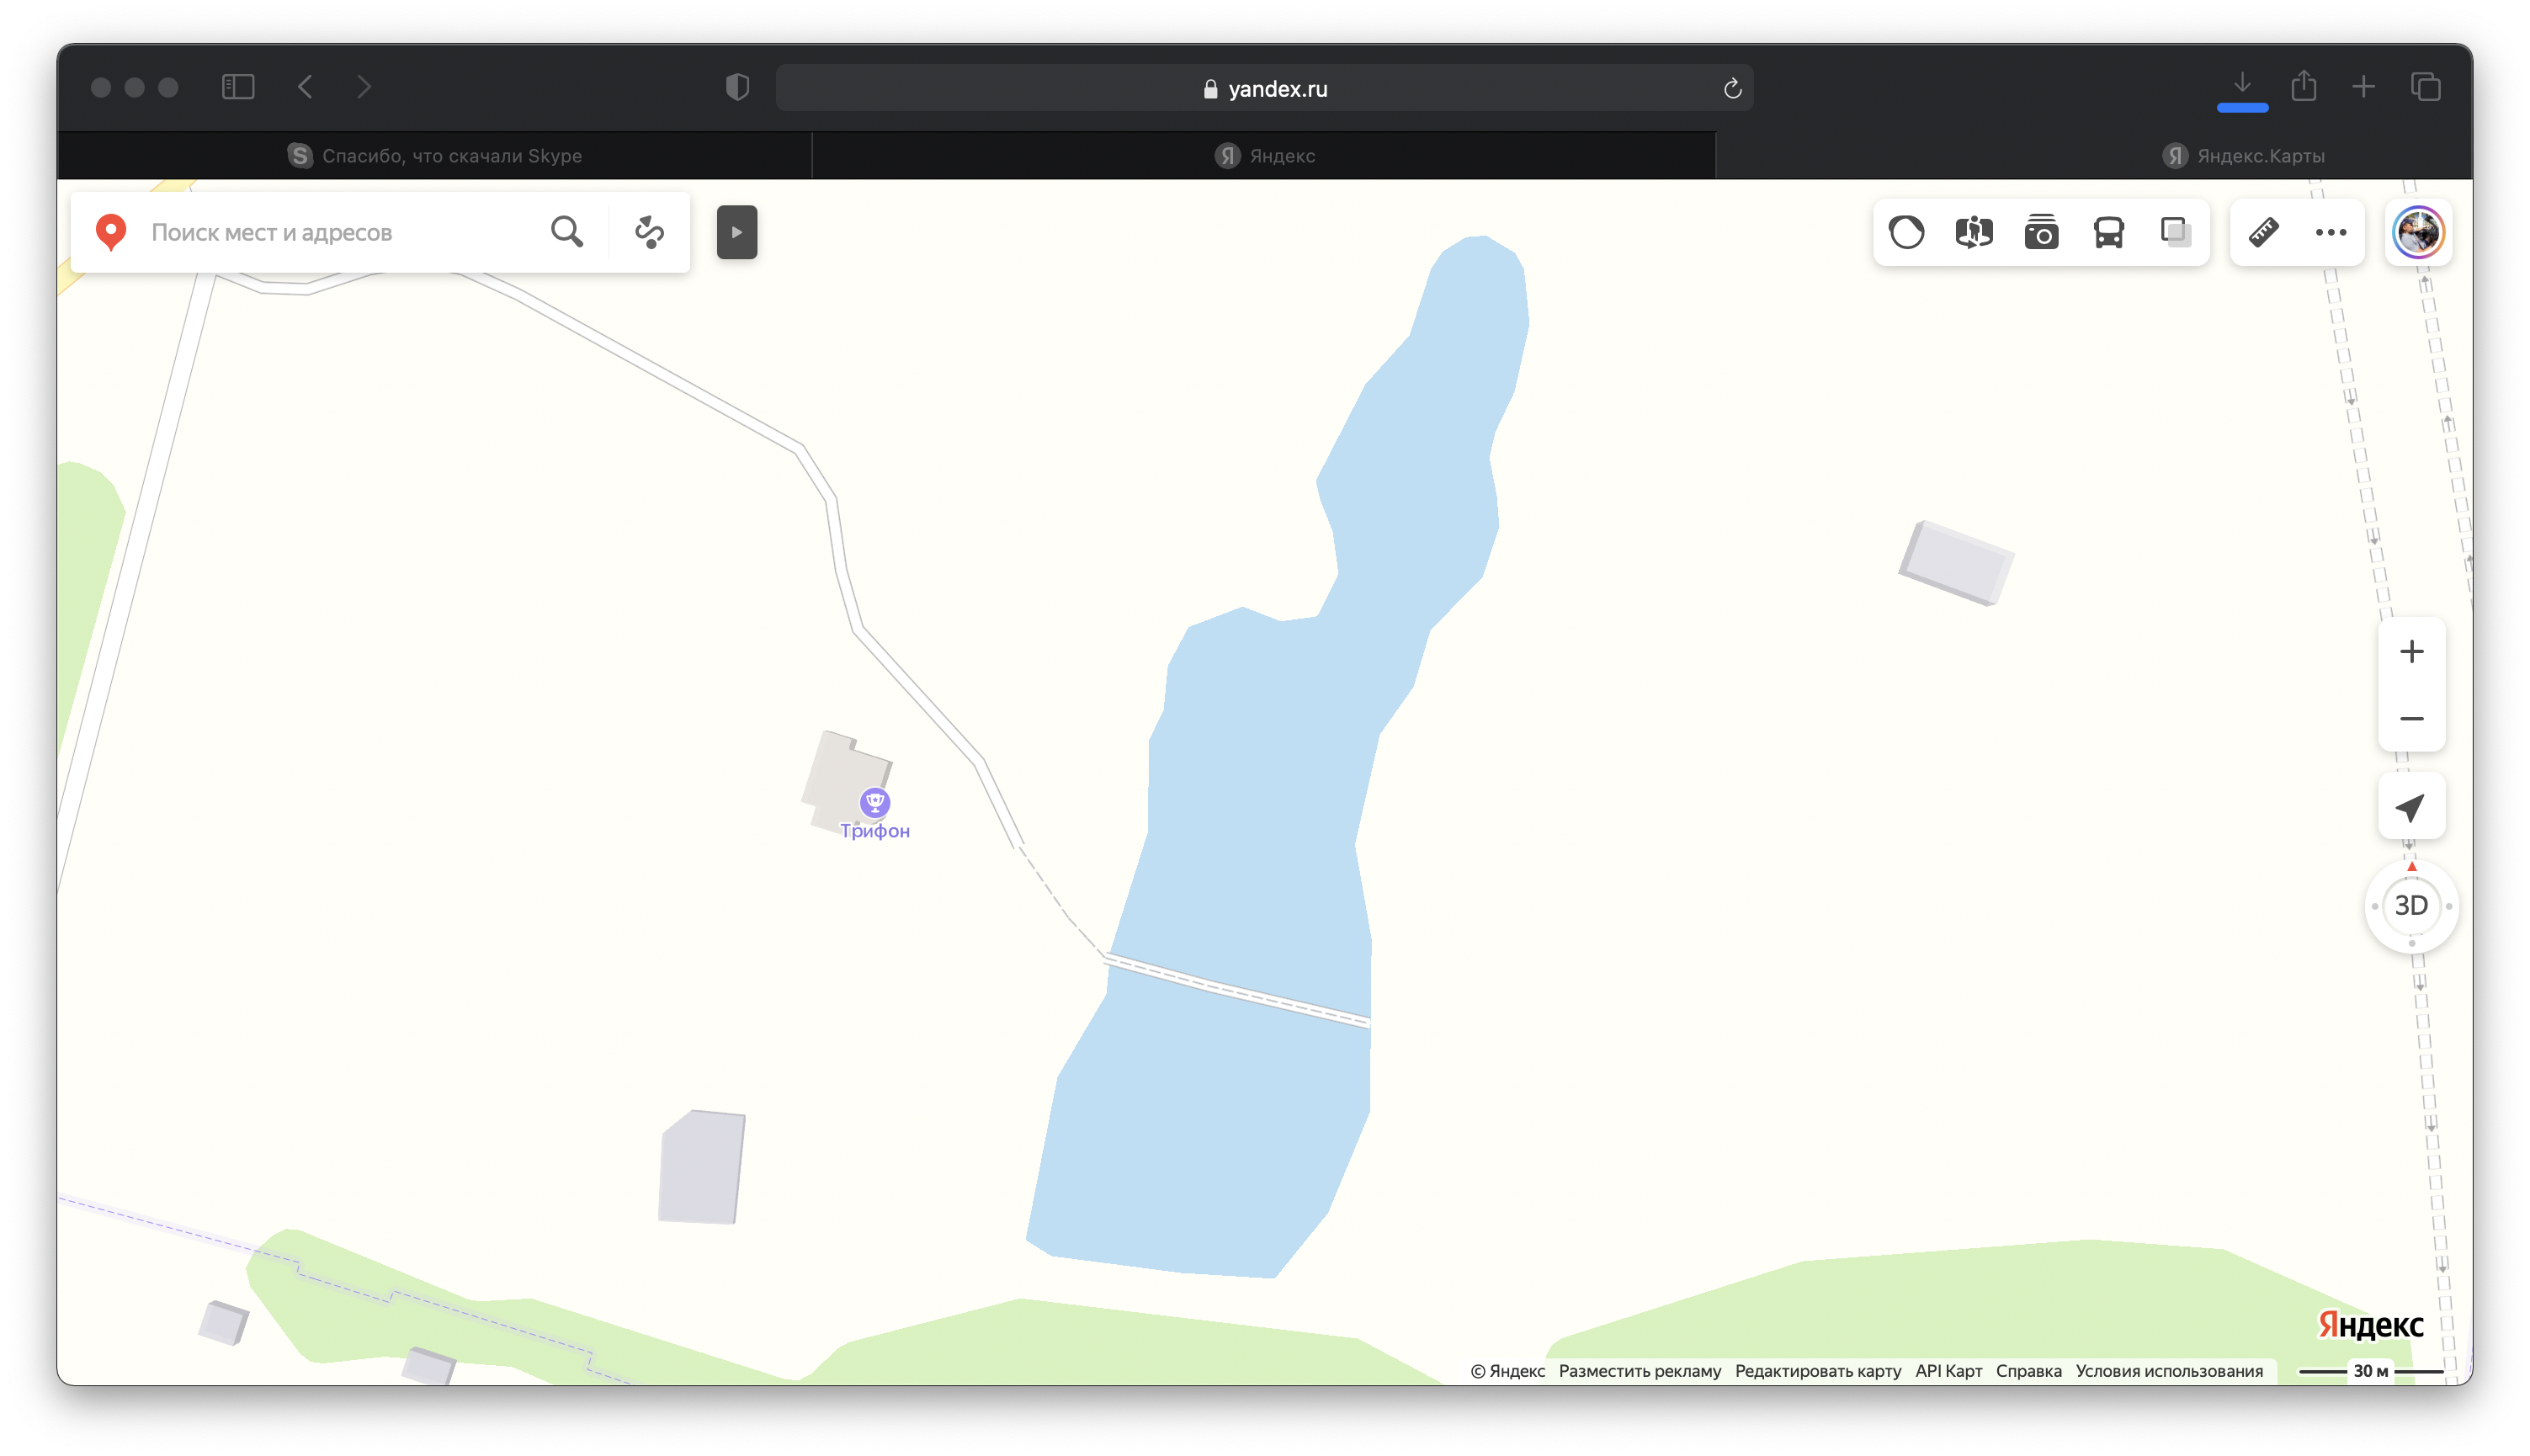 yandex.ru
Спасибо, что скачали Skype
Яндекс
Яндекс.Карты
Поиск мест и адресов
Трифон
3D
Яндекс
© Яндекс Разместить рекламу Редактировать карту API Карт Справка Условия использования 30 м